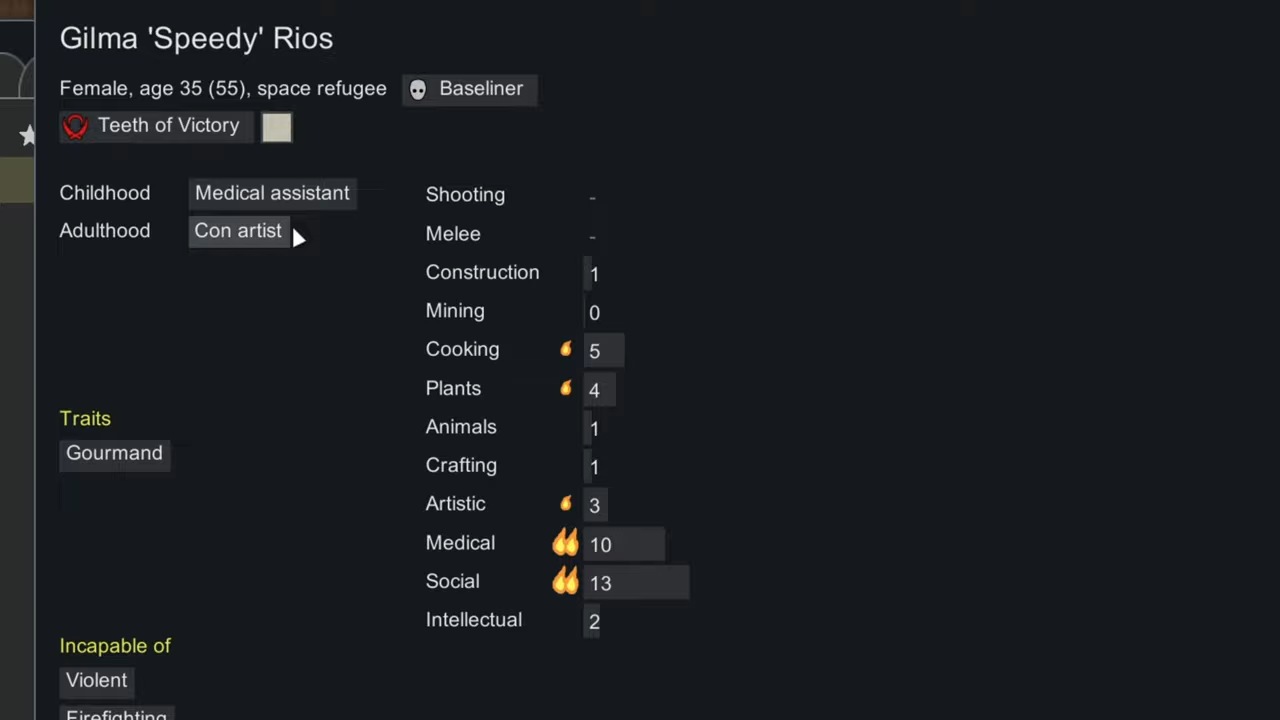 Gilma 'Speedy' Rios
Female, age 35 (55), space refugee Baseliner
Teeth of Victory
Childhood Medical assistant
Adulthood Con artist
Traits
Gourmand
Incapable of
Violent
Firefighting
Shooting -
Melee -
Construction 1
Mining 0
Cooking 5
Plants 4
Animals 1
Crafting 1
Artistic 3
Medical 10
Social 13
Intellectual 2